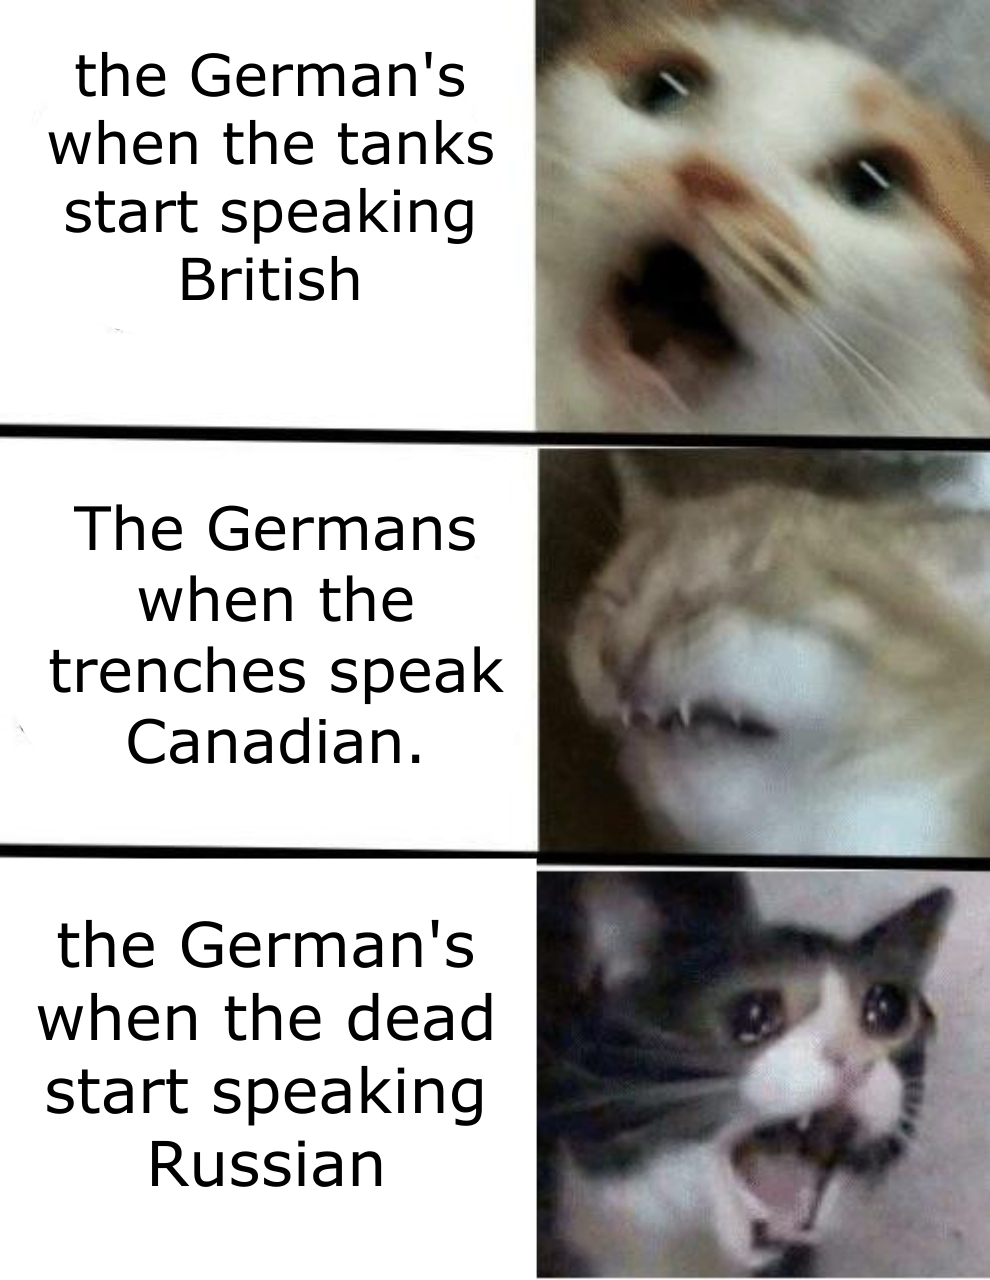 the German's
when the tanks
start speaking
British
The Germans
when the
trenches speak
Canadian.
the German's
when the dead
start speaking
Russian